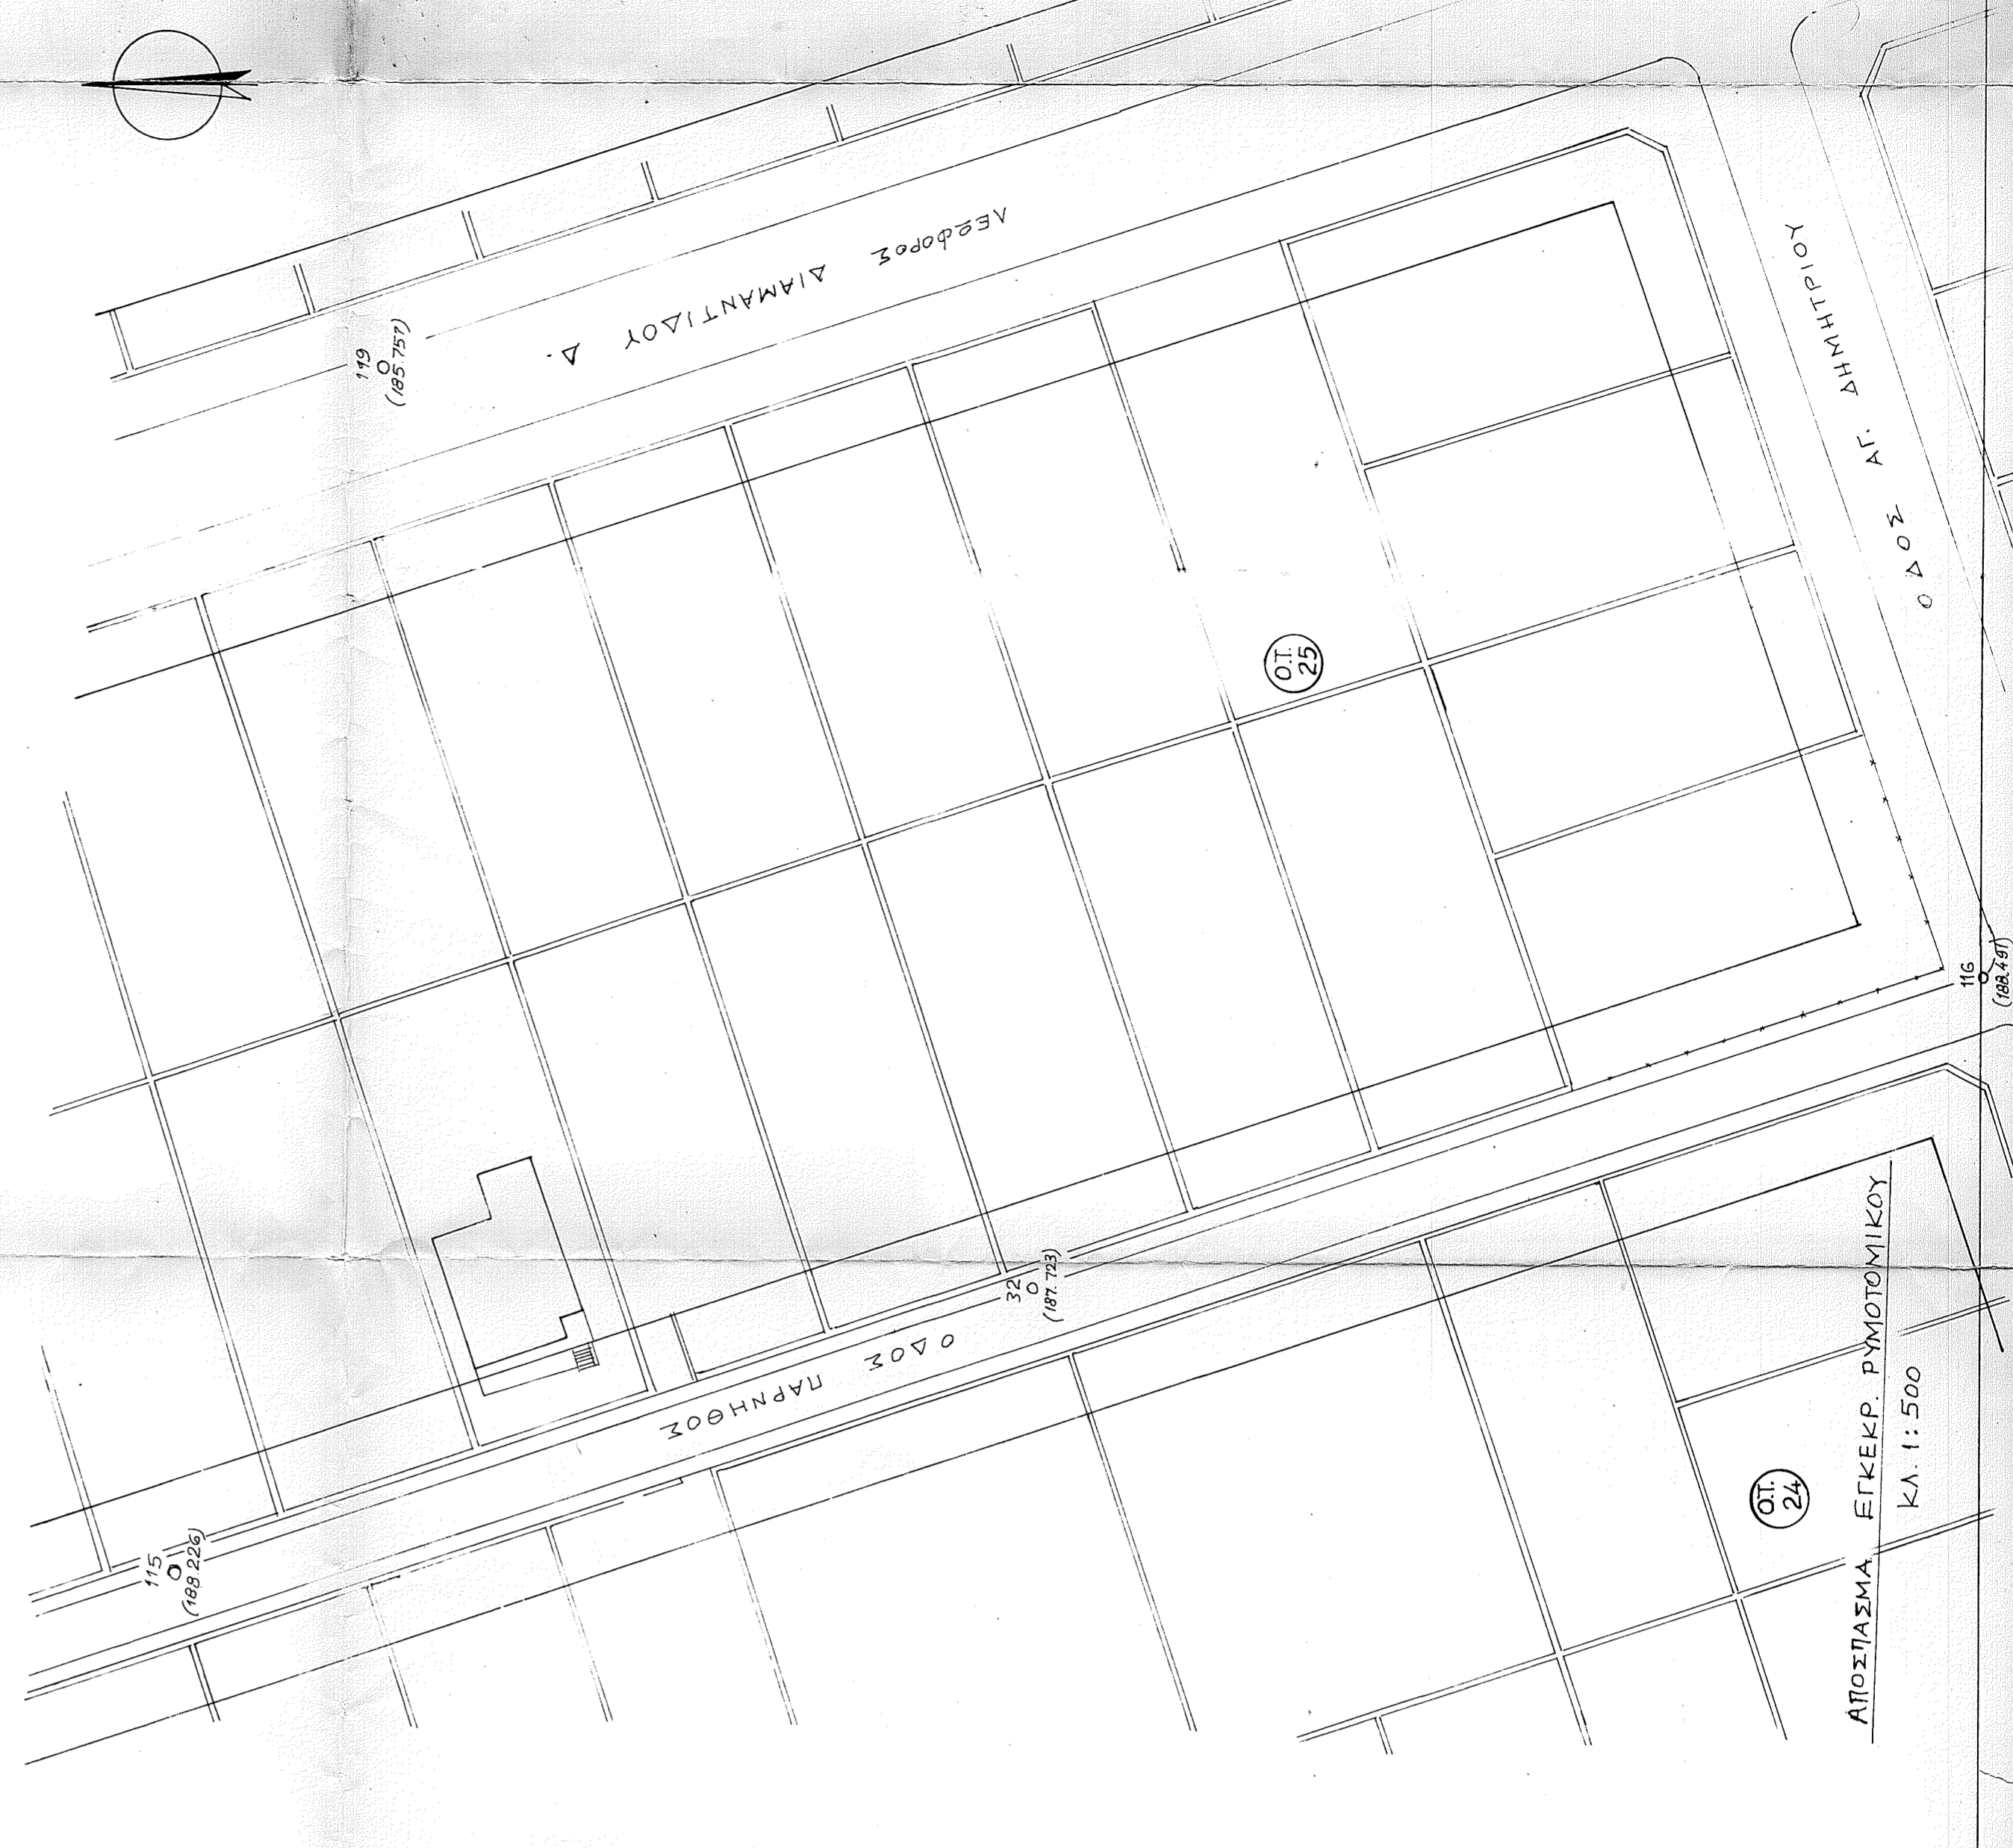 ΛΕΩΦΟΡΟΣ ΔΙΑΜΑΝΤΙΔΟΥ Δ.
119
(185.757)
ΟΔΟΣ ΑΓ. ΔΗΜΗΤΡΙΟΥ
Ο.Τ.
25
116
(188.491)
32
(187.723)
ΟΔΟΣ ΠΑΡΝΗΘΟΣ
115
(188.226)
Ο.Τ.
24
ΑΠΟΣΠΑΣΜΑ ΕΓΚΕΚΡ. ΡΥΜΟΤΟΜΙΚΟΥ
ΚΛ. 1:500